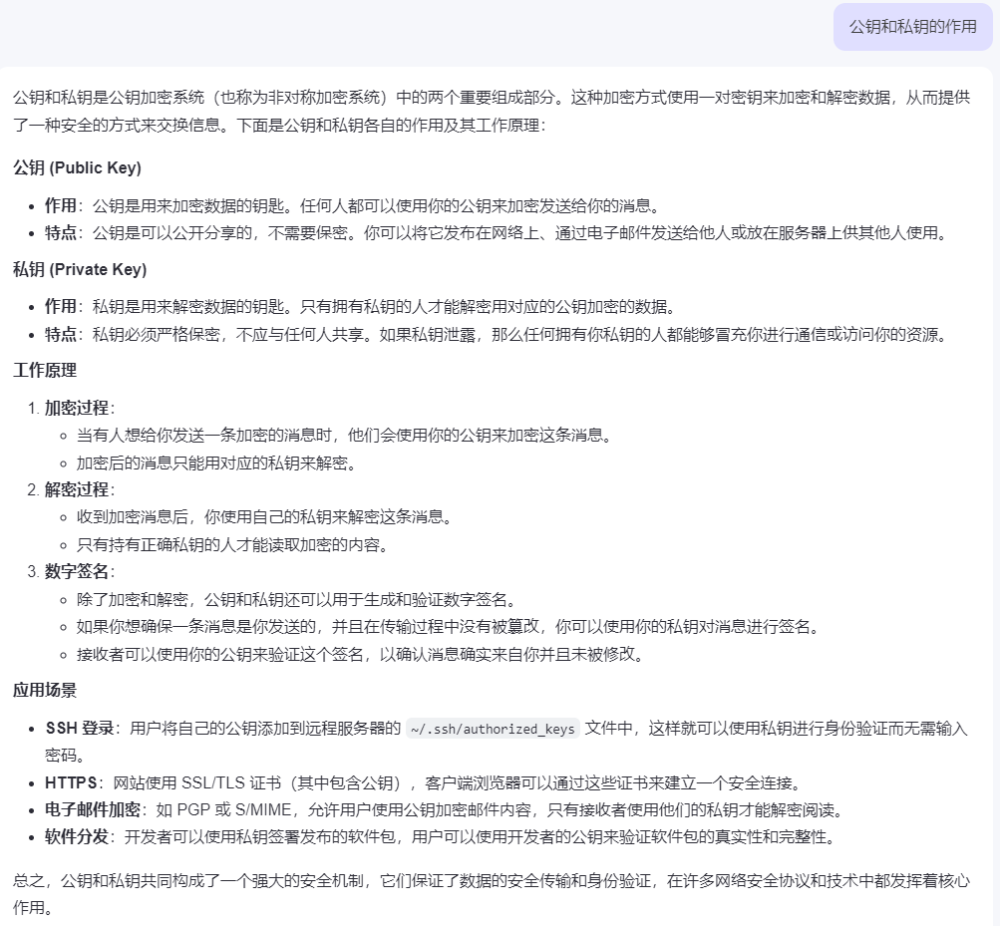 公钥和私钥的作用
公钥和私钥是公钥加密系统（也称为非对称加密系统）中的两个重要组成部分。这种加密方式使用一对密钥来加密和解密数据，从而提供
了一种安全的方式来交换信息。下面是公钥和私钥各自的作用及其工作原理：
公钥 (Public Key)
• 作用：公钥是用来加密数据的钥匙。任何人都可以使用你的公钥来加密发送给你的消息。
• 特点：公钥是可以公开分享的，不需要保密。你可以将它发布在网络上、通过电子邮件发送给他人或放在服务器上供其他人使用。
私钥 (Private Key)
• 作用：私钥是用来解密数据的钥匙。只有拥有私钥的人才能解密用对应的公钥加密的数据。
• 特点：私钥必须严格保密，不应与任何人共享。如果私钥泄露，那么任何拥有你私钥的人都能够冒充你进行通信或访问你的资源。
工作原理
1. 加密过程：
◦ 当有人想给你发送一条加密的消息时，他们会使用你的公钥来加密这条消息。
◦ 加密后的消息只能用对应的私钥来解密。
2. 解密过程：
◦ 收到加密消息后，你使用自己的私钥来解密这条消息。
◦ 只有持有正确私钥的人才能读取加密的内容。
3. 数字签名：
◦ 除了加密和解密，公钥和私钥还可以用于生成和验证数字签名。
◦ 如果你想确保一条消息是你发送的，并且在传输过程中没有被篡改，你可以使用你的私钥对消息进行签名。
◦ 接收者可以使用你的公钥来验证这个签名，以确认消息确实来自你并且未被修改。
应用场景
• SSH 登录：用户将自己的公钥添加到远程服务器的 ~/.ssh/authorized_keys 文件中，这样就可以使用私钥进行身份验证而无需输入
密码。
• HTTPS：网站使用 SSL/TLS 证书（其中包含公钥），客户端浏览器可以通过这些证书来建立一个安全连接。
• 电子邮件加密：如 PGP 或 S/MIME，允许用户使用公钥加密邮件内容，只有接收者使用他们的私钥才能解密阅读。
• 软件分发：开发者可以使用私钥签署发布的软件包，用户可以使用开发者的公钥来验证软件包的真实性和完整性。
总之，公钥和私钥共同构成了一个强大的安全机制，它们保证了数据的安全传输和身份验证，在许多网络安全协议和技术中都发挥着核心
作用。